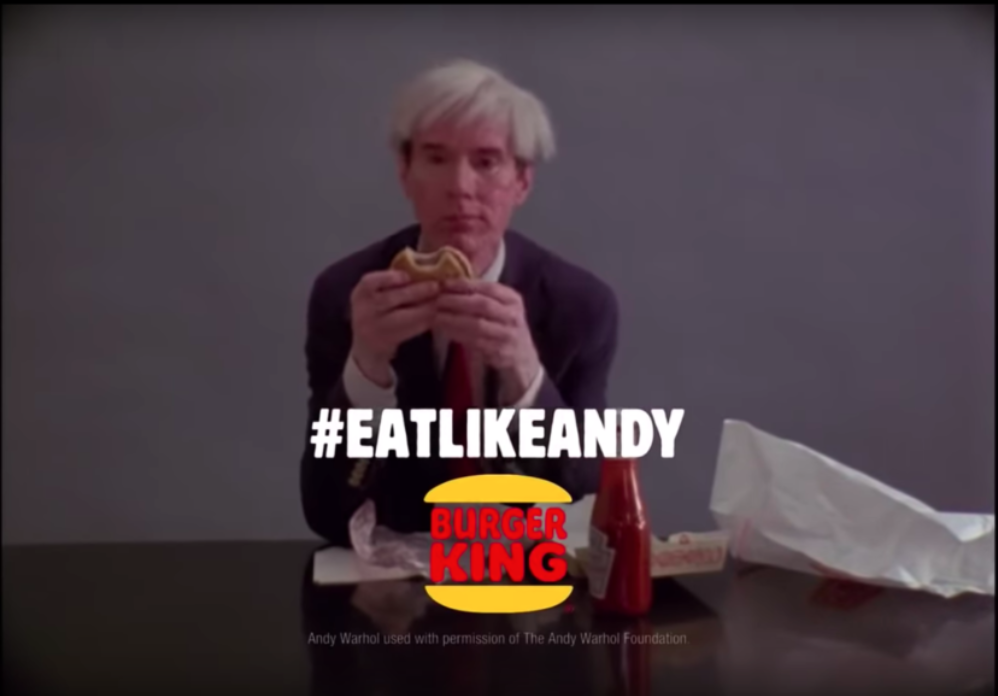 #EATLIKEANDY
BURGER
KING
Andy Warhol used with permission of The Andy Warhol Foundation.